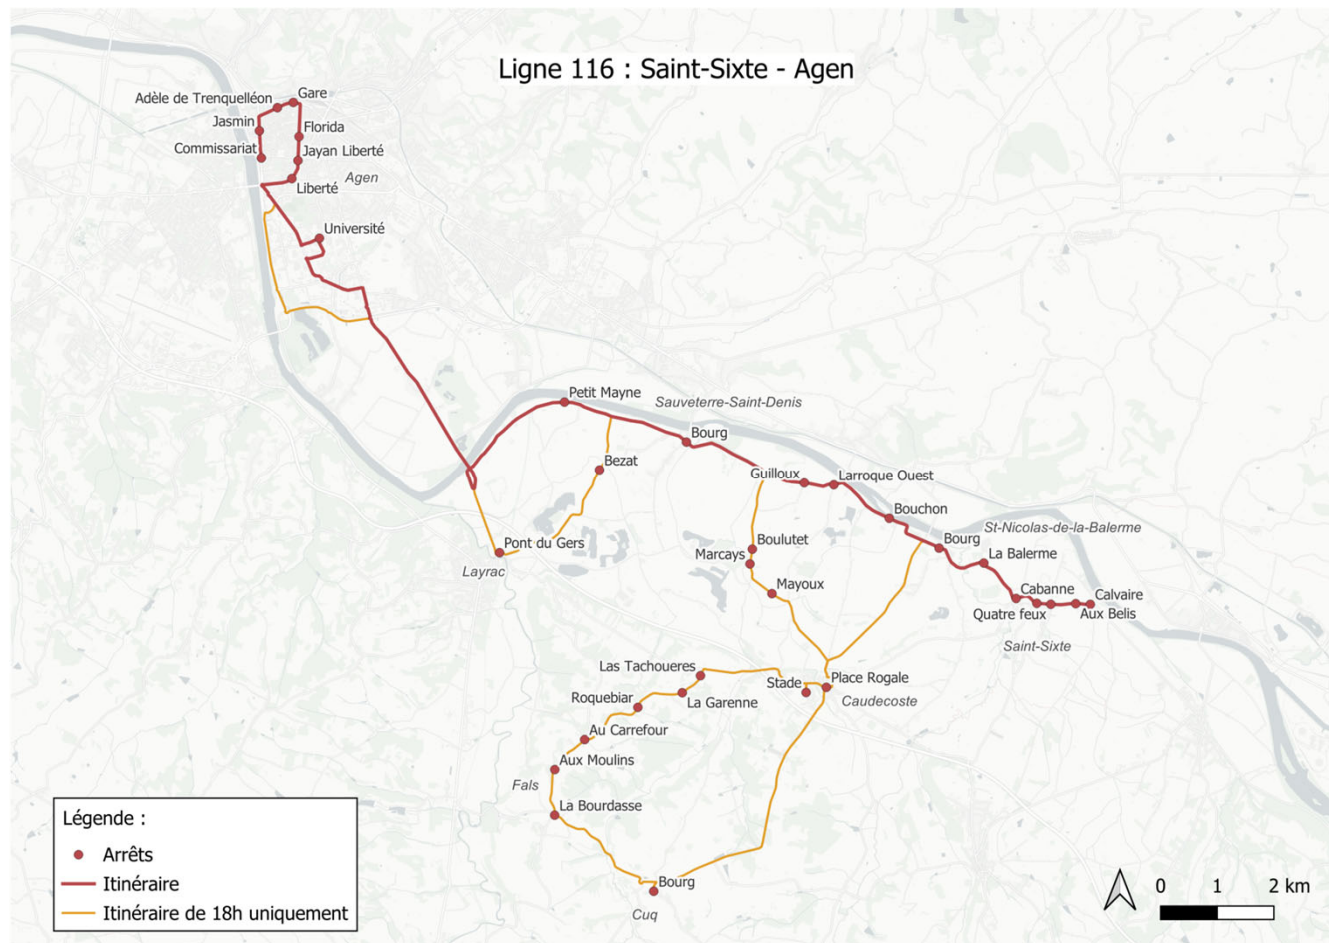 Ligne 116 : Saint-Sixte - Agen
Gare
Adèle de Trenquelléon
Jasmin
Florida
Commissariat
Jayan Liberté
Agen
Liberté
Université
Petit Mayne
Sauveterre-Saint-Denis
Bourg
Bezat
Guilloux
Larroque Ouest
Bouchon
St-Nicolas-de-la-Balerme
Pont du Gers
Boulutet
Bourg
Marcays
La Balerme
Layrac
Mayoux
Cabanne
Calvaire
Quatre feux
Aux Belis
Saint-Sixte
Las Tachoueres
Stade
Place Rogale
Roquebiar
La Garenne
Caudecoste
Au Carrefour
Aux Moulins
Fals
La Bourdasse
Bourg
Cuq
Légende :
Arrêts
Itinéraire
Itinéraire de 18h uniquement
0 1 2 km